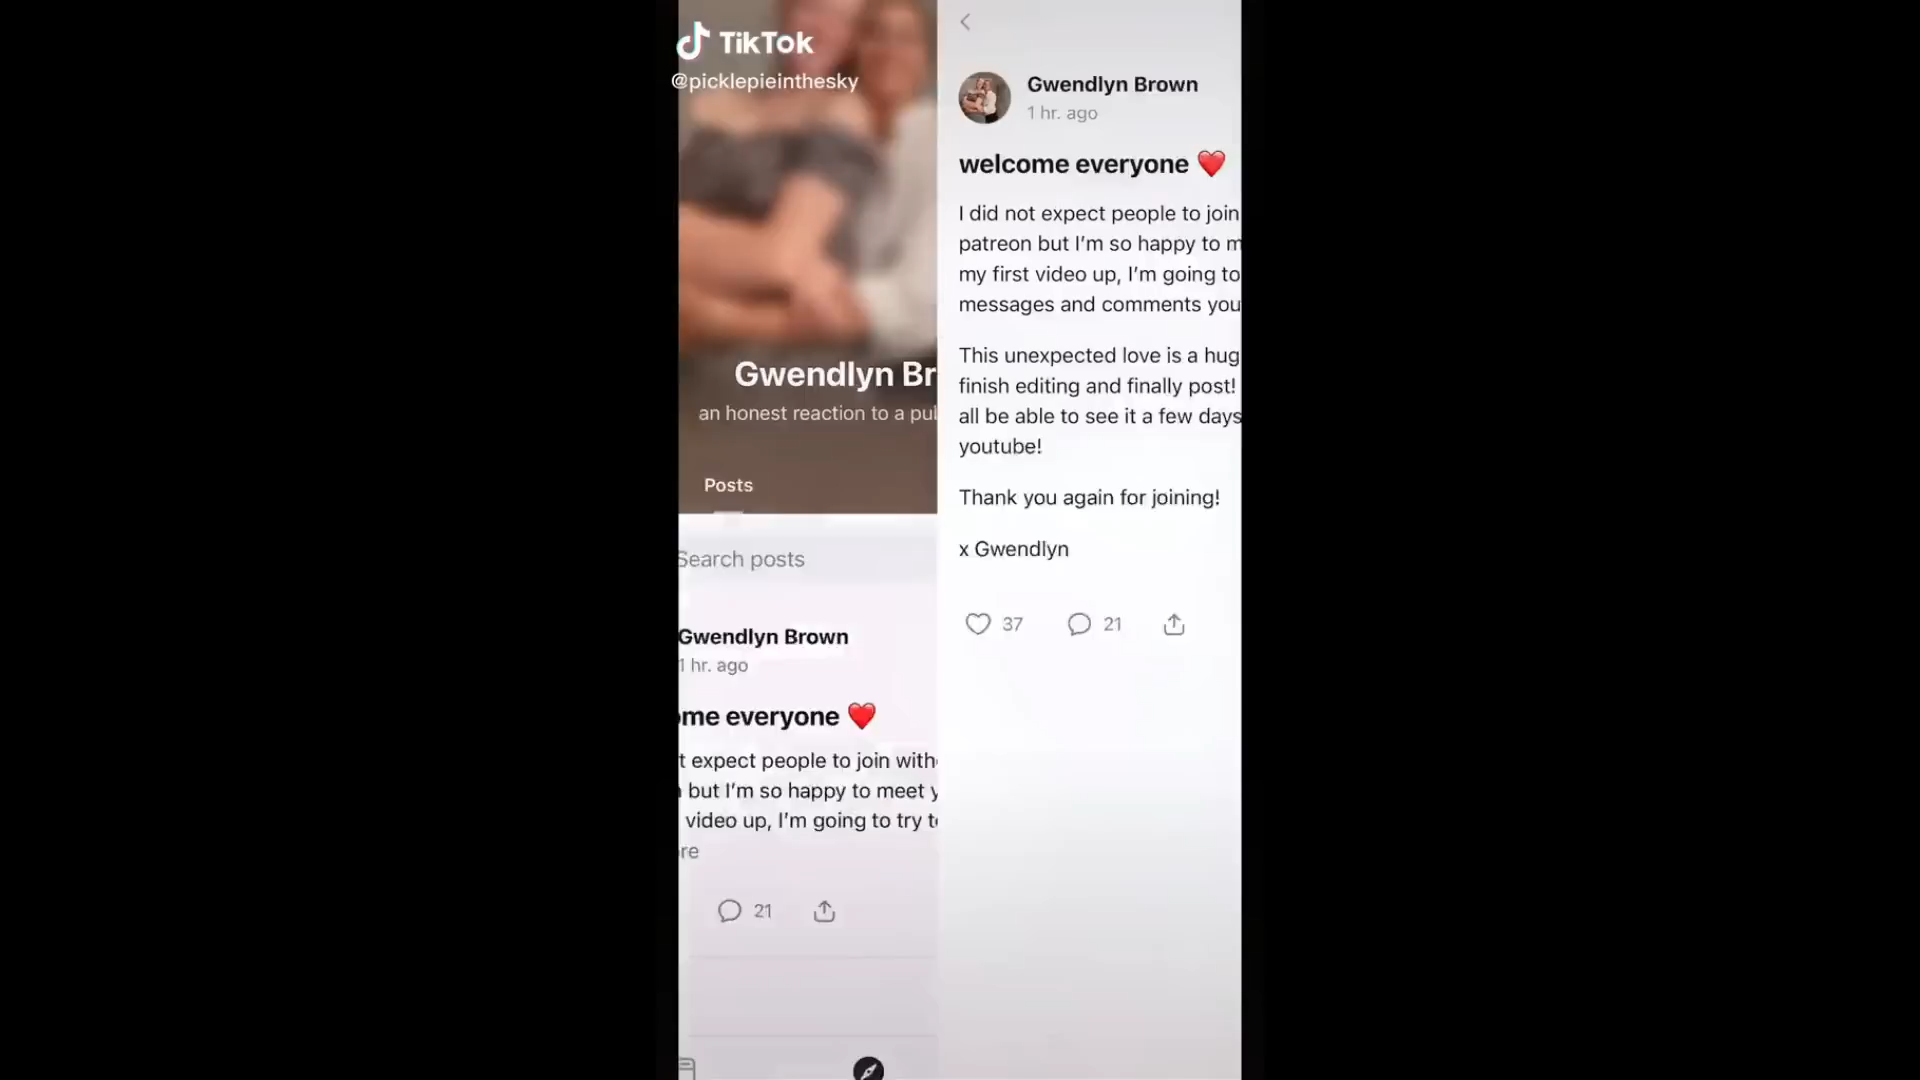 TikTok
@picklepieinthesky
Gwendlyn Br
an honest reaction to a pu
Posts
Search posts
Gwendlyn Brown
1 hr. ago
me everyone ❤️
t expect people to join with
but I'm so happy to meet y
video up, I'm going to try t
re
21
Gwendlyn Brown
1 hr. ago
welcome everyone ❤️
I did not expect people to join
patreon but I'm so happy to m
my first video up, I'm going to
messages and comments you
This unexpected love is a hug
finish editing and finally post!
all be able to see it a few days
youtube!
Thank you again for joining!
x Gwendlyn
37 21